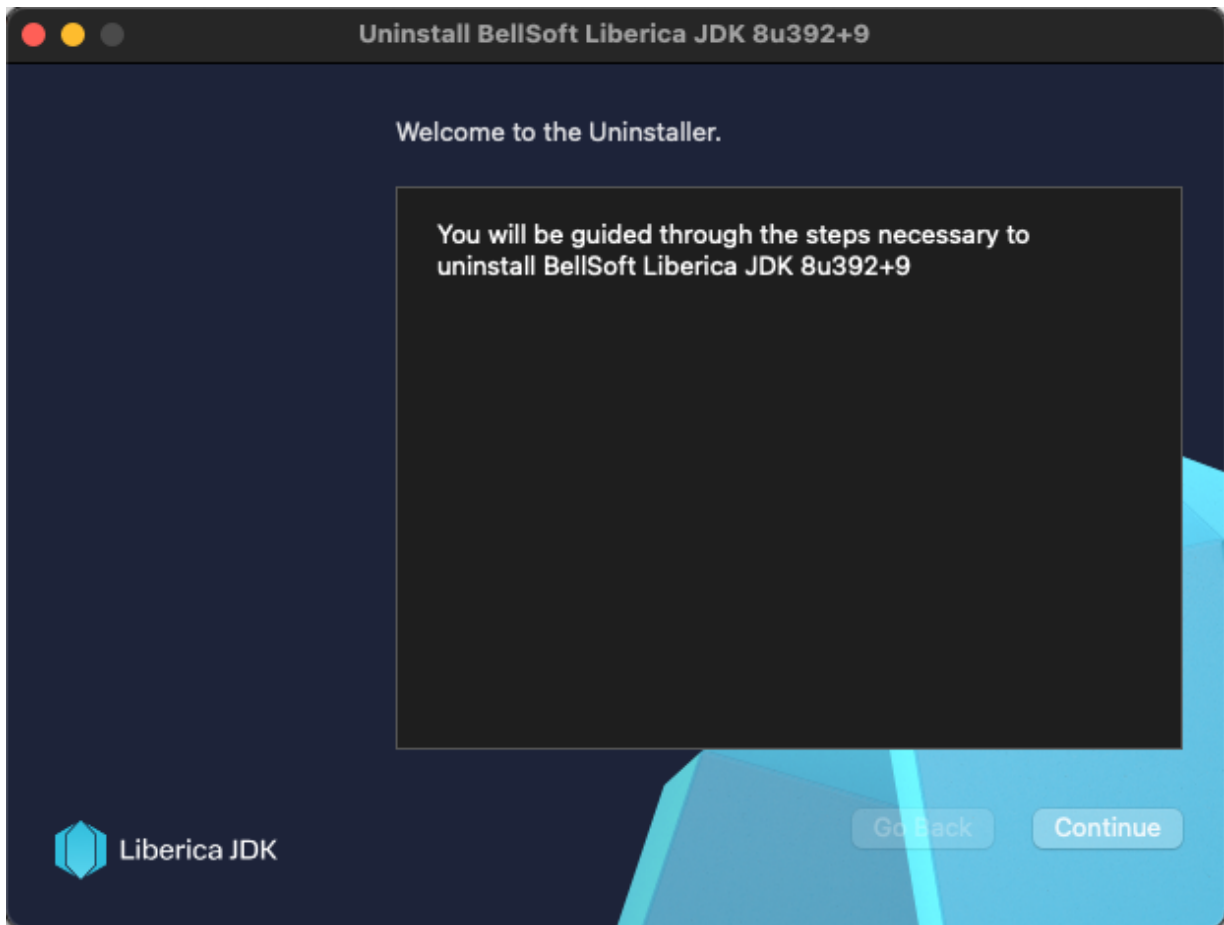 Uninstall BellSoft Liberica JDK 8u392+9
Welcome to the Uninstaller.
You will be guided through the steps necessary to
uninstall BellSoft Liberica JDK 8u392+9
Go Back
Continue
Liberica JDK